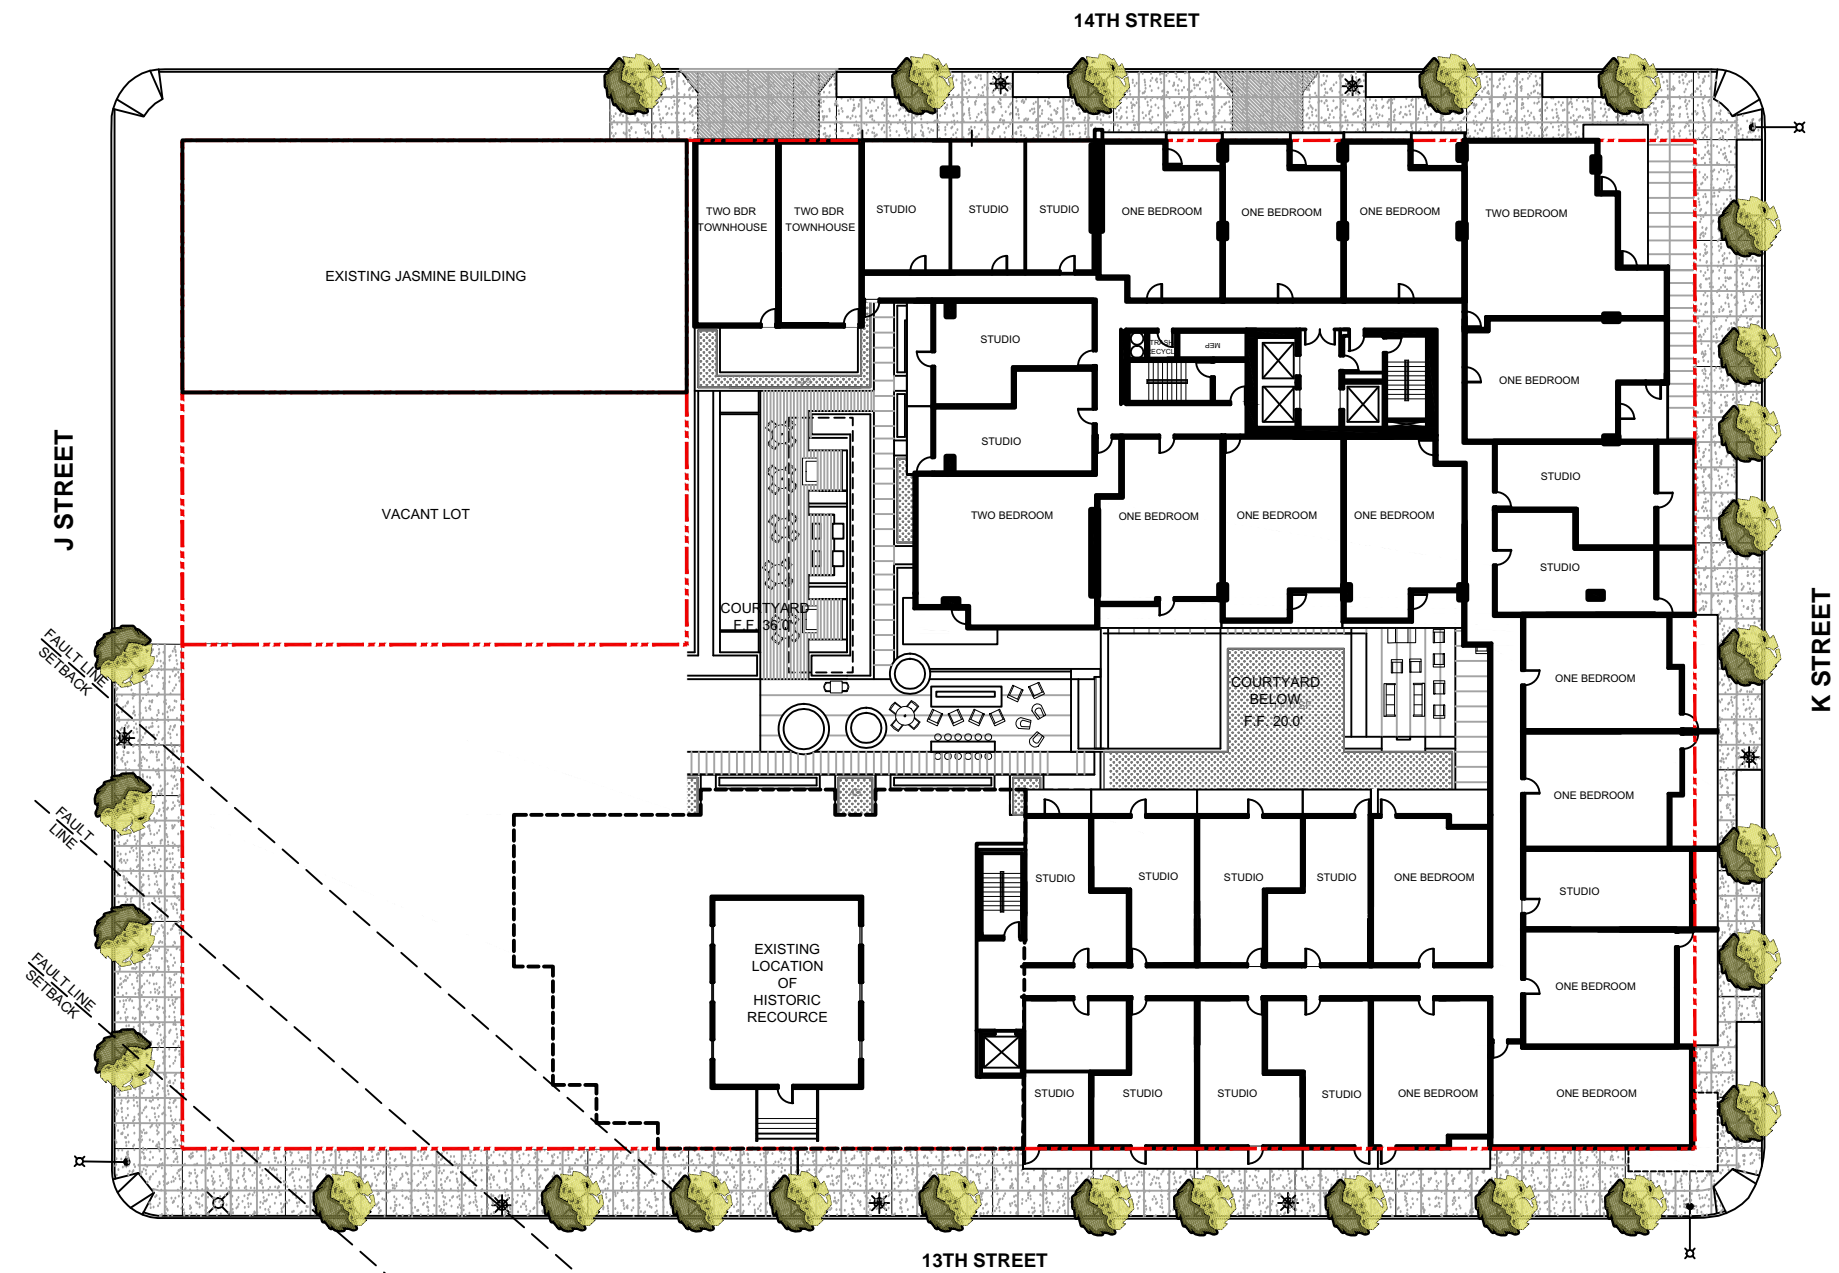 14TH STREET
TWO BDR
TOWNHOUSE
TWO BDR
TOWNHOUSE
STUDIO
STUDIO
STUDIO
ONE BEDROOM
ONE BEDROOM
ONE BEDROOM
TWO BEDROOM
EXISTING JASMINE BUILDING
STUDIO
TRASH
RECYCL
MEP
ONE BEDROOM
STUDIO
STUDIO
J STREET
VACANT LOT
TWO BEDROOM
ONE BEDROOM
ONE BEDROOM
ONE BEDROOM
STUDIO
K STREET
COURTYARD
F.F. 36.0'
FAULT LINE
SETBACK
COURTYARD
BELOW
F.F. 20.0'
ONE BEDROOM
ONE BEDROOM
FAULT
LINE
STUDIO
STUDIO
STUDIO
STUDIO
ONE BEDROOM
STUDIO
FAULT LINE
SETBACK
EXISTING
LOCATION
OF
HISTORIC
RECOURCE
ONE BEDROOM
STUDIO
STUDIO
STUDIO
STUDIO
ONE BEDROOM
ONE BEDROOM
13TH STREET